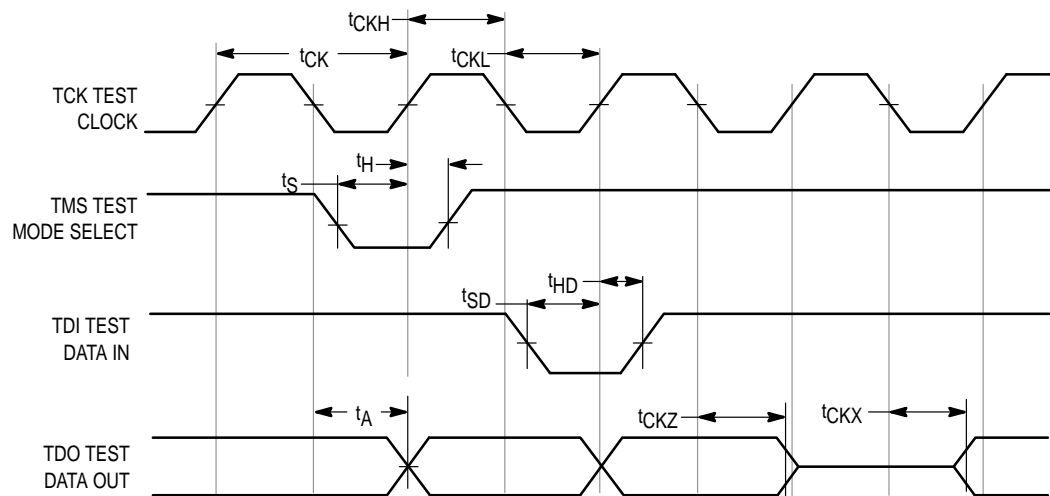 tCKH
tCK
tCKL
TCK TEST
CLOCK
tH
tS
TMS TEST
MODE SELECT
tHD
tSD
TDI TEST
DATA IN
tA
tCKZ
tCKX
TDO TEST
DATA OUT